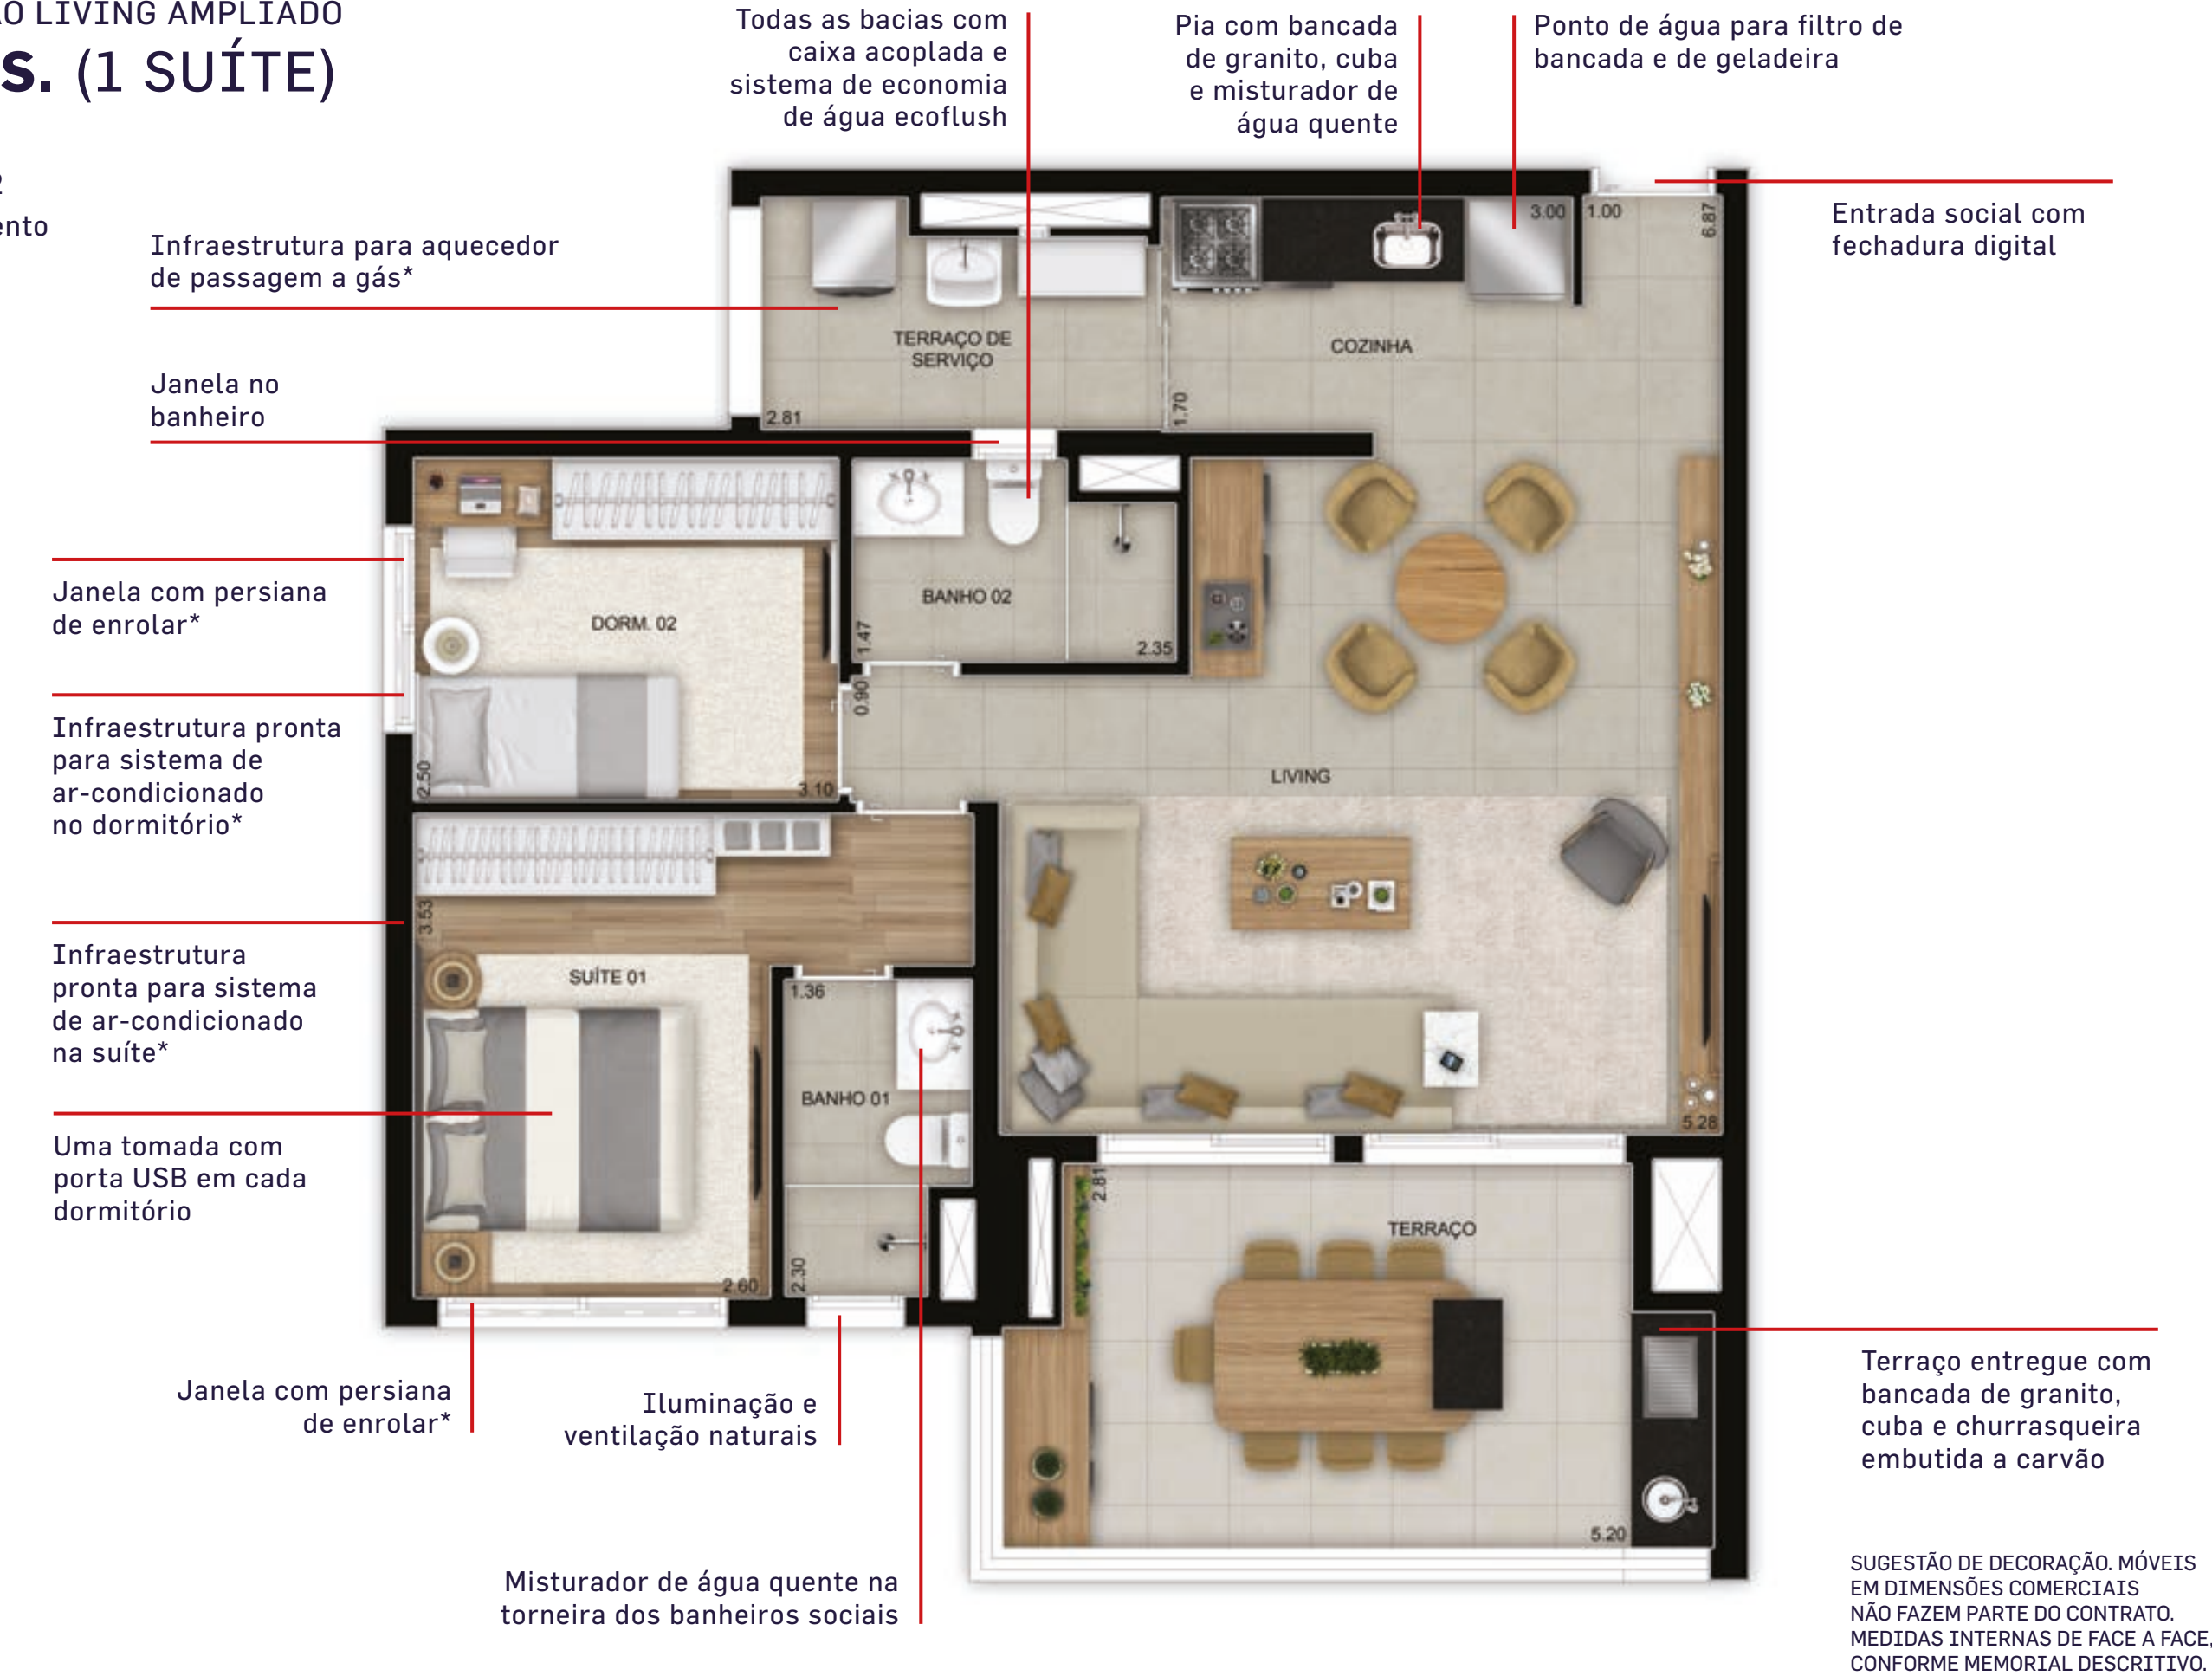 LIVING AMPLIADO
S. (1 SUÍTE)
Todas as bacias com
caixa acoplada e
sistema de economia
de água ecoflush
Pia com bancada
de granito, cuba
e misturador de
água quente
Ponto de água para filtro de
bancada e de geladeira
Infraestrutura para aquecedor
de passagem a gás*
Entrada social com
fechadura digital
Janela no
banheiro
Janela com persiana
de enrolar*
Infraestrutura pronta
para sistema de
ar-condicionado
no dormitório*
Infraestrutura
pronta para sistema
de ar-condicionado
na suíte*
Uma tomada com
porta USB em cada
dormitório
3.00
1.00
6.87
TERRAÇO DE
SERVIÇO
COZINHA
2.81
1.70
DORM. 02
BANHO 02
1.47
2.35
0.90
2.50
3.10
LIVING
3.53
SUÍTE 01
1.36
BANHO 01
5.28
2.81
TERRAÇO
2.60
2.30
5.20
Janela com persiana
de enrolar*
Iluminação e
ventilação naturais
Misturador de água quente na
torneira dos banheiros sociais
Terraço entregue com
bancada de granito,
cuba e churrasqueira
embutida a carvão
SUGESTÃO DE DECORAÇÃO. MÓVEIS
EM DIMENSÕES COMERCIAIS
NÃO FAZEM PARTE DO CONTRATO.
MEDIDAS INTERNAS DE FACE A FACE,
CONFORME MEMORIAL DESCRITIVO.